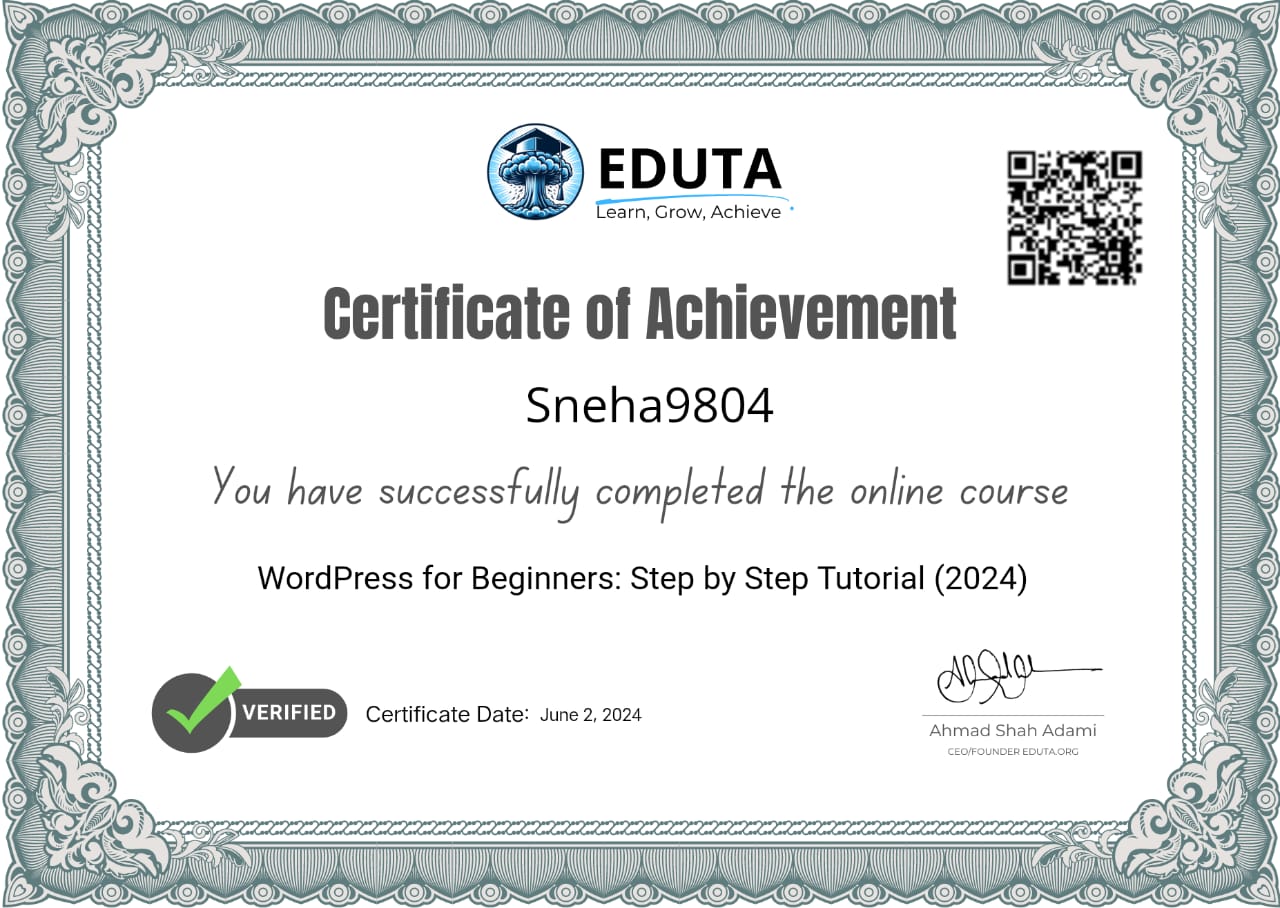 EDUTA
Learn, Grow, Achieve
Certificate of Achievement
Sneha9804
You have successfully completed the online course
WordPress for Beginners: Step by Step Tutorial (2024)
VERIFIED
Certificate Date: June 2, 2024
Ahmad Shah Adami
CEO/FOUNDER EDUTA.ORG